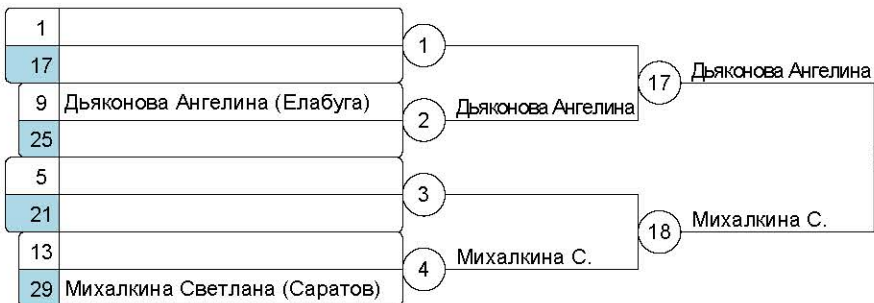 1
1
17
17 Дьяконова Ангелина
9 Дьяконова Ангелина (Елабуга)
2 Дьяконова Ангелина
25
5
3
21
18 Михалкина С.
13
4 Михалкина С.
29 Михалкина Светлана (Саратов)